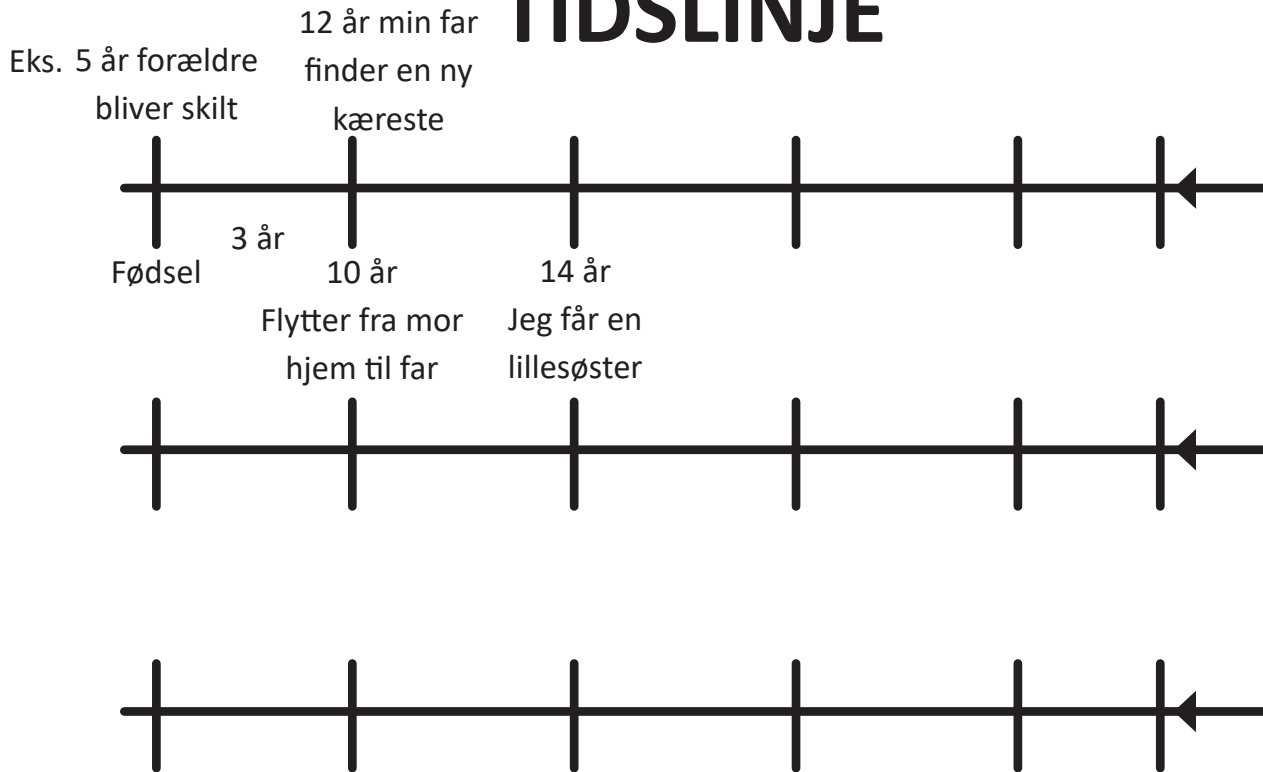 TIDSLINJE
12 år min far
finder en ny
kæreste
Eks. 5 år forældre
bliver skilt
3 år
Fødsel
10 år
Flytter fra mor
hjem til far
14 år
Jeg får en
lillesøster